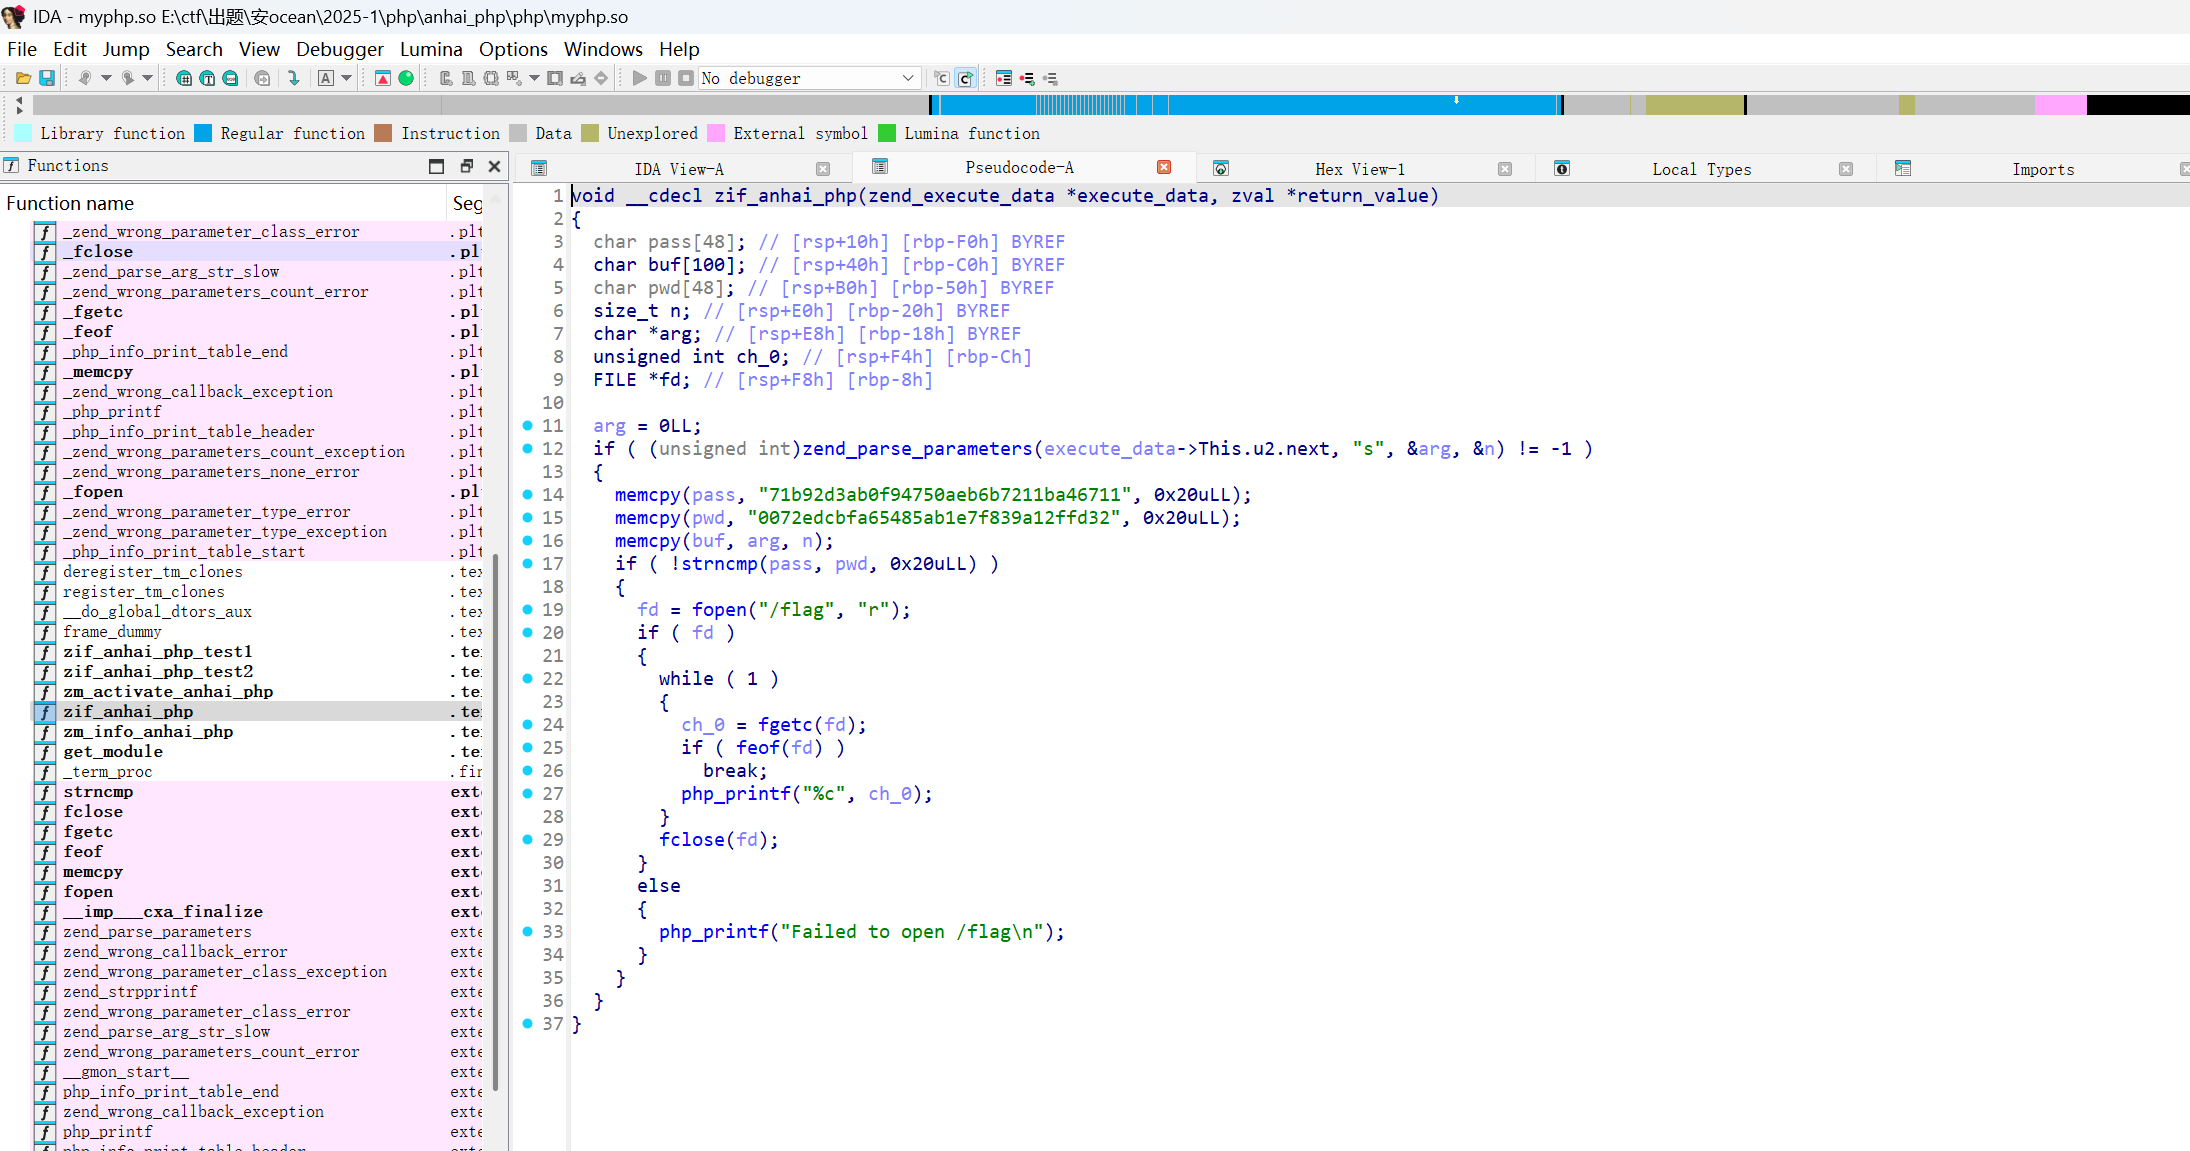 IDA - myphp.so E:\ctf\出题\安ocean\2025-1\php\anhai_php\php\myphp.so
File Edit Jump Search View Debugger Lumina Options Windows Help
No debugger
Library function Regular function Instruction Data Unexplored External symbol Lumina function
Functions
IDA View-A Pseudocode-A Hex View-1 Local Types Imports
Function name Seg
_zend_wrong_parameter_class_error .plt
_fclose .pl
_zend_parse_arg_str_slow .plt
_zend_wrong_parameters_count_error .plt
_fgetc .pl
_feof .pl
_php_info_print_table_end .plt
_memcpy .pl
_zend_wrong_callback_exception .plt
_php_printf .plt
_php_info_print_table_header .plt
_zend_wrong_parameters_count_exception .plt
_zend_wrong_parameters_none_error .plt
_fopen .pl
_zend_wrong_parameter_type_error .plt
_zend_wrong_parameter_type_exception .plt
_php_info_print_table_start .plt
deregister_tm_clones .tex
register_tm_clones .tex
__do_global_dtors_aux .tex
frame_dummy .tex
zif_anhai_php_test1 .te
zif_anhai_php_test2 .te
zm_activate_anhai_php .te
zif_anhai_php .te
zm_info_anhai_php .te
get_module .te
_term_proc .fin
strncmp ext
fclose ext
fgetc ext
feof ext
memcpy ext
fopen ext
__imp___cxa_finalize ext
zend_parse_parameters exte
zend_wrong_callback_error exte
zend_wrong_parameter_class_exception exte
zend_strpprintf exte
zend_wrong_parameter_class_error exte
zend_parse_arg_str_slow exte
zend_wrong_parameters_count_error exte
__gmon_start__ exte
php_info_print_table_end exte
zend_wrong_callback_exception exte
php_printf exte
php_info_print_table_header exte
1 void __cdecl zif_anhai_php(zend_execute_data *execute_data, zval *return_value)
2 {
3 char pass[48]; // [rsp+10h] [rbp-F0h] BYREF
4 char buf[100]; // [rsp+40h] [rbp-C0h] BYREF
5 char pwd[48]; // [rsp+B0h] [rbp-50h] BYREF
6 size_t n; // [rsp+E0h] [rbp-20h] BYREF
7 char *arg; // [rsp+E8h] [rbp-18h] BYREF
8 unsigned int ch_0; // [rsp+F4h] [rbp-Ch]
9 FILE *fd; // [rsp+F8h] [rbp-8h]
10
11 arg = 0LL;
12 if ( (unsigned int)zend_parse_parameters(execute_data->This.u2.next, "s", &arg, &n) != -1 )
13 {
14 memcpy(pass, "71b92d3ab0f94750aeb6b7211ba46711", 0x20uLL);
15 memcpy(pwd, "0072edcbfa65485ab1e7f839a12ffd32", 0x20uLL);
16 memcpy(buf, arg, n);
17 if ( !strncmp(pass, pwd, 0x20uLL) )
18 {
19 fd = fopen("/flag", "r");
20 if ( fd )
21 {
22 while ( 1 )
23 {
24 ch_0 = fgetc(fd);
25 if ( feof(fd) )
26 break;
27 php_printf("%c", ch_0);
28 }
29 fclose(fd);
30 }
31 else
32 {
33 php_printf("Failed to open /flag\n");
34 }
35 }
36 }
37 }